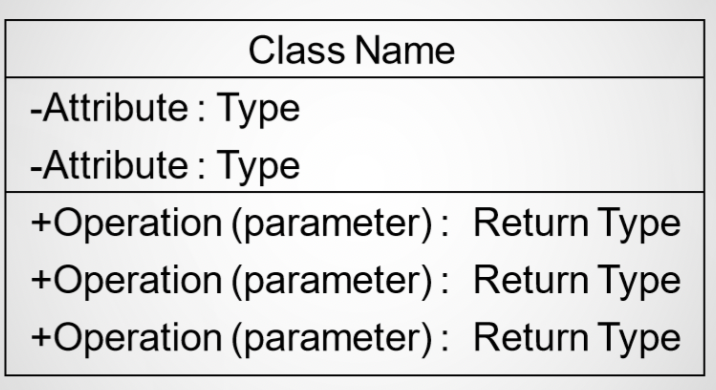 Class Name
-Attribute : Type
-Attribute : Type
+Operation (parameter) : Return Type
+Operation (parameter) : Return Type
+Operation (parameter) : Return Type